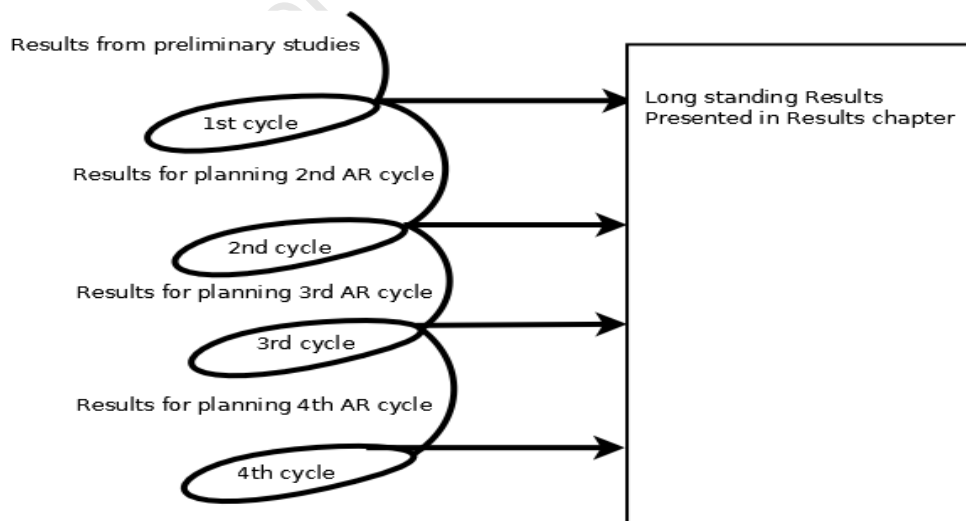 Results from preliminary studies
1st cycle
Results for planning 2nd AR cycle
2nd cycle
Results for planning 3rd AR cycle
3rd cycle
Results for planning 4th AR cycle
4th cycle
Long standing Results
Presented in Results chapter